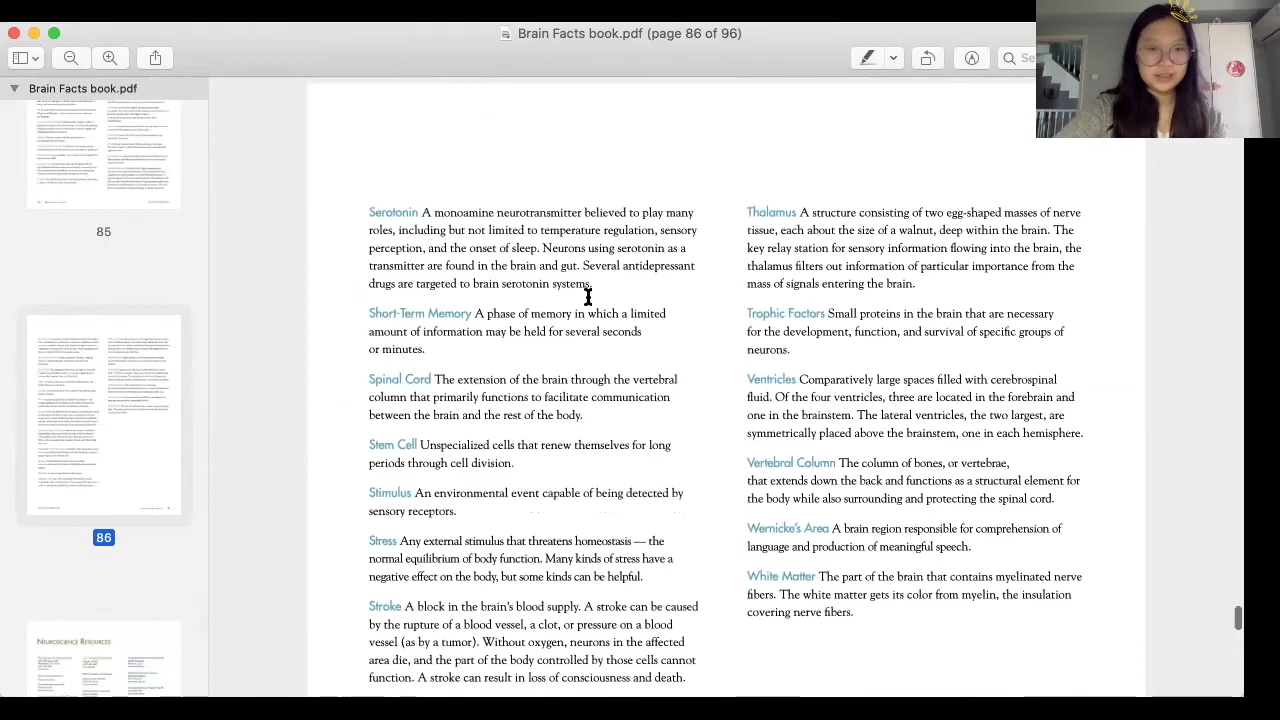 Brain Facts book.pdf (page 86 of 96)
Se
Brain Facts book.pdf
85
86
NEUROSCIENCE RESOURCES
Serotonin A monoamine neurotransmitter believed to play many
roles, including but not limited to temperature regulation, sensory
perception, and the onset of sleep. Neurons using serotonin as a
transmitter are found in the brain and gut. Several antidepressant
drugs are targeted to brain serotonin systems.
Short-Term Memory A phase of memory in which a limited
amount of information may be held for several seconds
Spinal Cord The through the vertebral
column that primarily communication
between the brain and body.
Stem Cell Unspecialized that renew themselves for long
periods through cell
Stimulus An environmental event capable of being detected by
sensory receptors.
Stress Any external stimulus that threatens homeostasis — the
normal equilibrium of body function. Many kinds of stress have a
negative effect on the body, but some kinds can be helpful.
Stroke A block in the brain's blood supply. A stroke can be caused
by the rupture of a blood vessel, a clot, or pressure on a blood
vessel (as by a tumor). Without oxygen, neurons in the affected
area die and the part of the body controlled by those cells cannot
function. A stroke can result in loss of consciousness and death.
Thalamus A structure consisting of two egg-shaped masses of nerve
tissue, each about the size of a walnut, deep within the brain. The
key relay station for sensory information flowing into the brain, the
thalamus filters out information of particular importance from the
mass of signals entering the brain.
Trophic Factors Small proteins in the brain that are necessary
for the development, function, and survival of specific groups of
Ventricles Comparatively large spaces filled with cerebrospinal
fluid. Of the four ventricles, three are located in the forebrain and
one in the brainstem. The lateral ventricles, the two largest, are
symmetrically placed above the brainstem, one in each hemisphere.
Vertebral Column The column of bones, or vertebrae,
that extends down the back and functions as a structural element for
the body while also surrounding and protecting the spinal cord.
Wernicke's Area A brain region responsible for comprehension of
language and production of meaningful speech.
White Matter The part of the brain that contains myelinated nerve
fibers. The white matter gets its color from myelin, the insulation
covering nerve fibers.